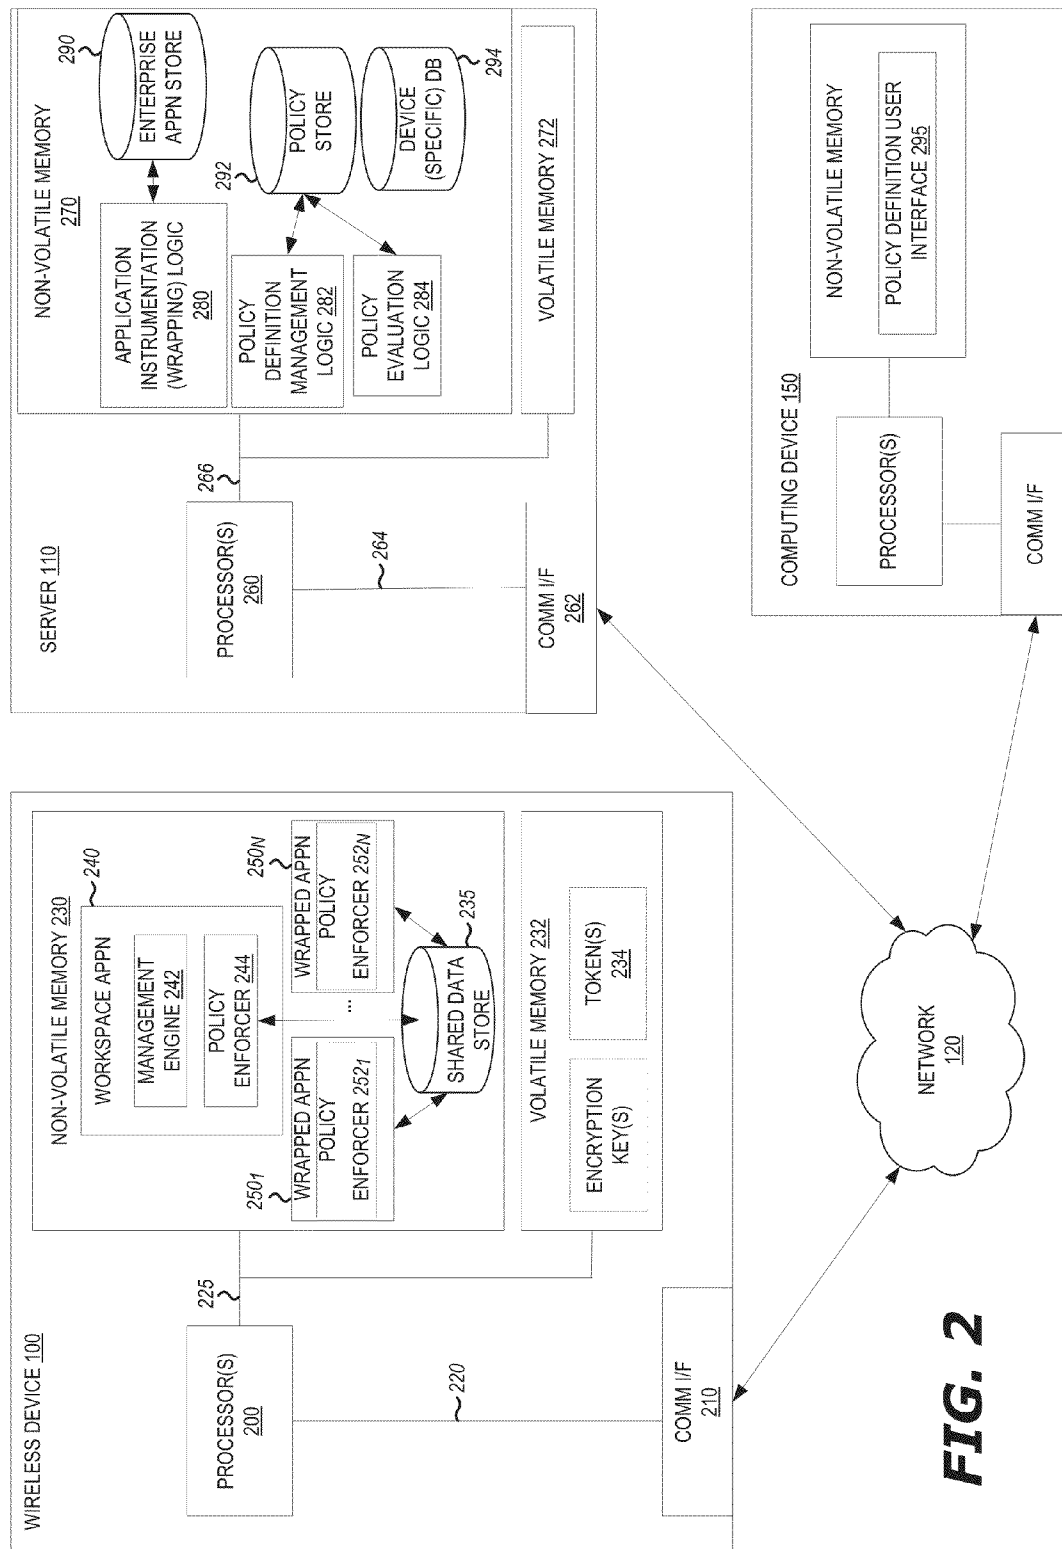 WIRELESS DEVICE 100
PROCESSOR(S)
200
225
220
COMM I/F
210
NON-VOLATILE MEMORY 230
WORKSPACE APPN
240
MANAGEMENT
ENGINE 242
POLICY
ENFORCER 244
2501
WRAPPED APPN
POLICY
ENFORCER 2521
...
250N
WRAPPED APPN
POLICY
ENFORCER 252N
235
SHARED DATA
STORE
VOLATILE MEMORY 232
ENCRYPTION
KEY(S)
TOKEN(S)
234
SERVER 110
PROCESSOR(S)
260
266
264
COMM I/F
262
NON-VOLATILE MEMORY
270
APPLICATION
INSTRUMENTATION
(WRAPPING) LOGIC
280
290
ENTERPRISE
APPN STORE
POLICY
DEFINITION
MANAGEMENT
LOGIC 282
292
POLICY
STORE
POLICY
EVALUATION
LOGIC 284
DEVICE
(SPECIFIC) DB
294
VOLATILE MEMORY 272
COMPUTING DEVICE 150
PROCESSOR(S)
COMM I/F
NON-VOLATILE MEMORY
POLICY DEFINITION USER
INTERFACE 295
NETWORK
120
FIG. 2